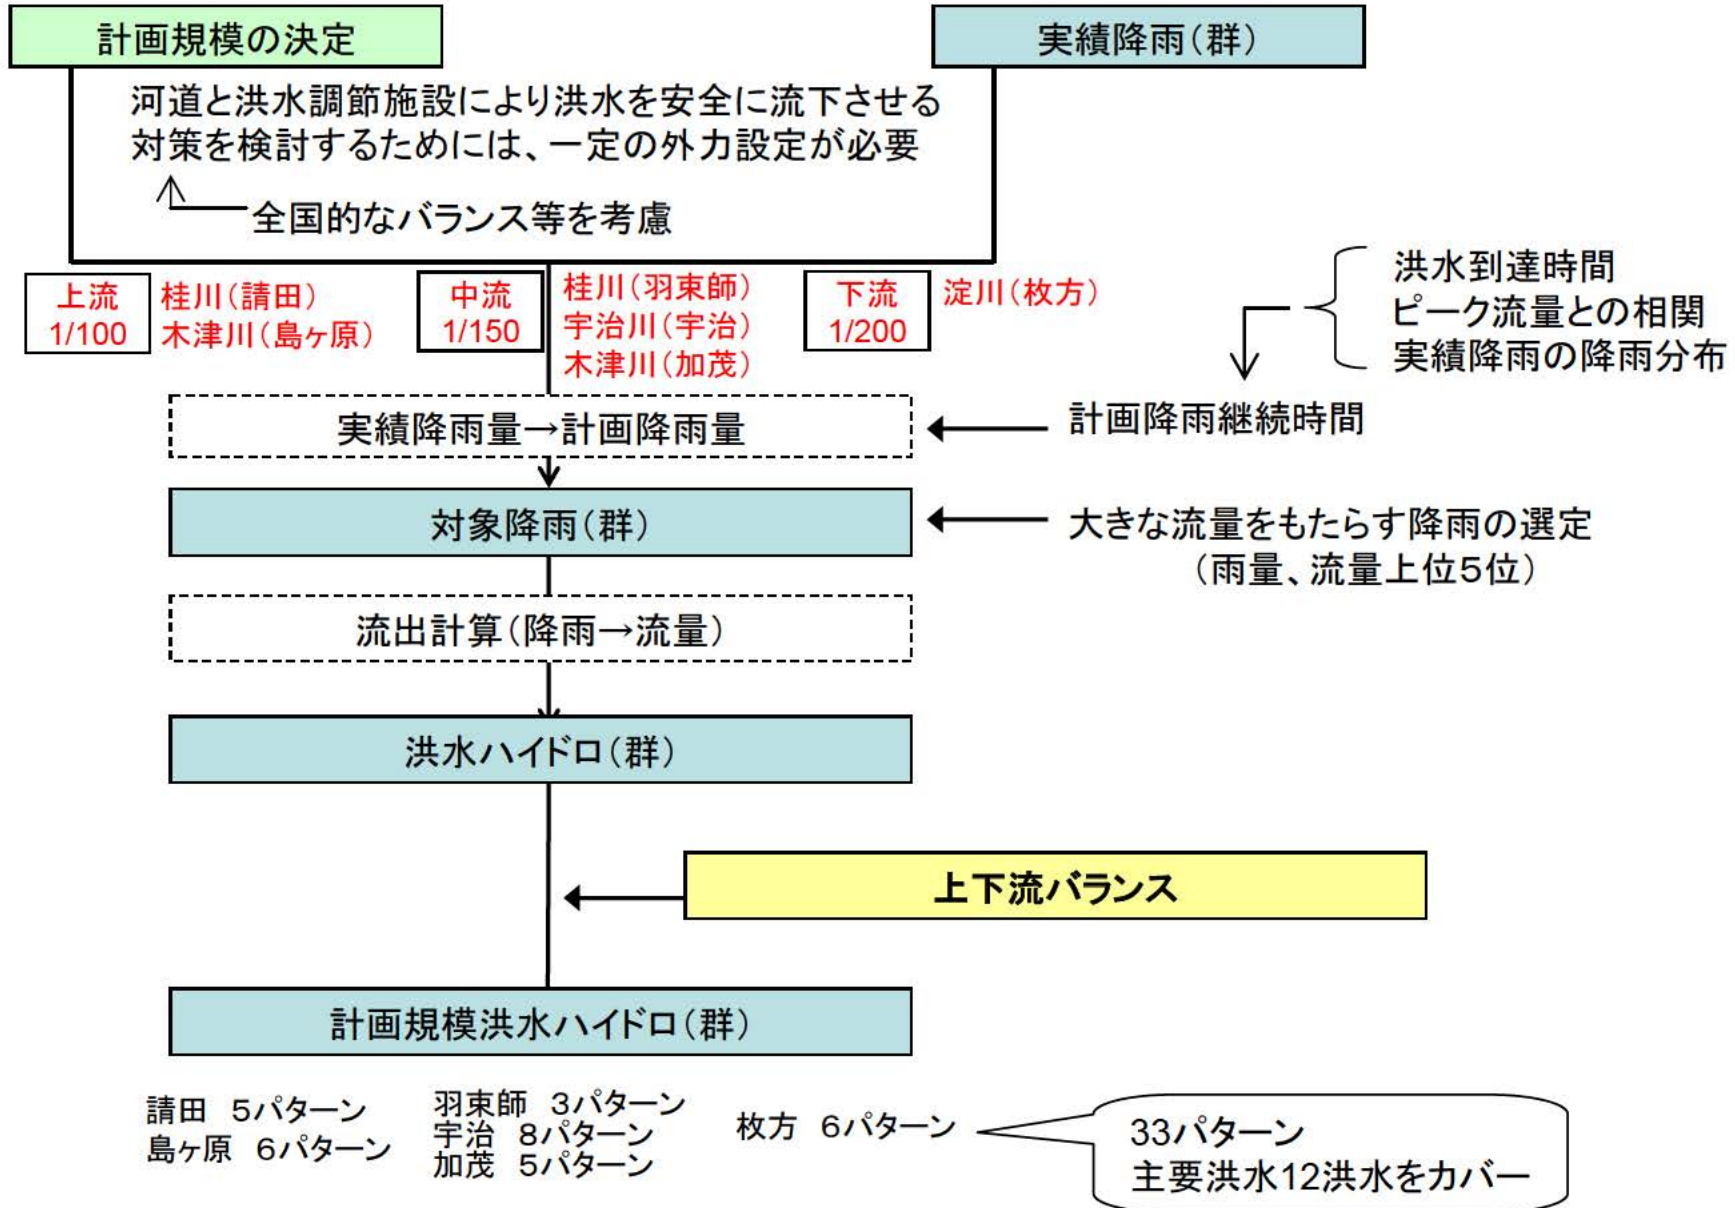 計画規模の決定
実績降雨(群)
河道と洪水調節施設により洪水を安全に流下させる
対策を検討するためには、一定の外力設定が必要
全国的なバランス等を考慮
上流
1/100
桂川(請田)
木津川(島ヶ原)
中流
1/150
桂川(羽束師)
宇治川(宇治)
木津川(加茂)
下流
1/200
淀川(枚方)
洪水到達時間
ピーク流量との相関
実績降雨の降雨分布
実績降雨量→計画降雨量
計画降雨継続時間
対象降雨(群)
大きな流量をもたらす降雨の選定
(雨量、流量上位5位)
流出計算(降雨→流量)
洪水ハイドロ(群)
上下流バランス
計画規模洪水ハイドロ(群)
請田 5パターン
島ヶ原 6パターン
羽束師 3パターン
宇治 8パターン
加茂 5パターン
枚方 6パターン
33パターン
主要洪水12洪水をカバー